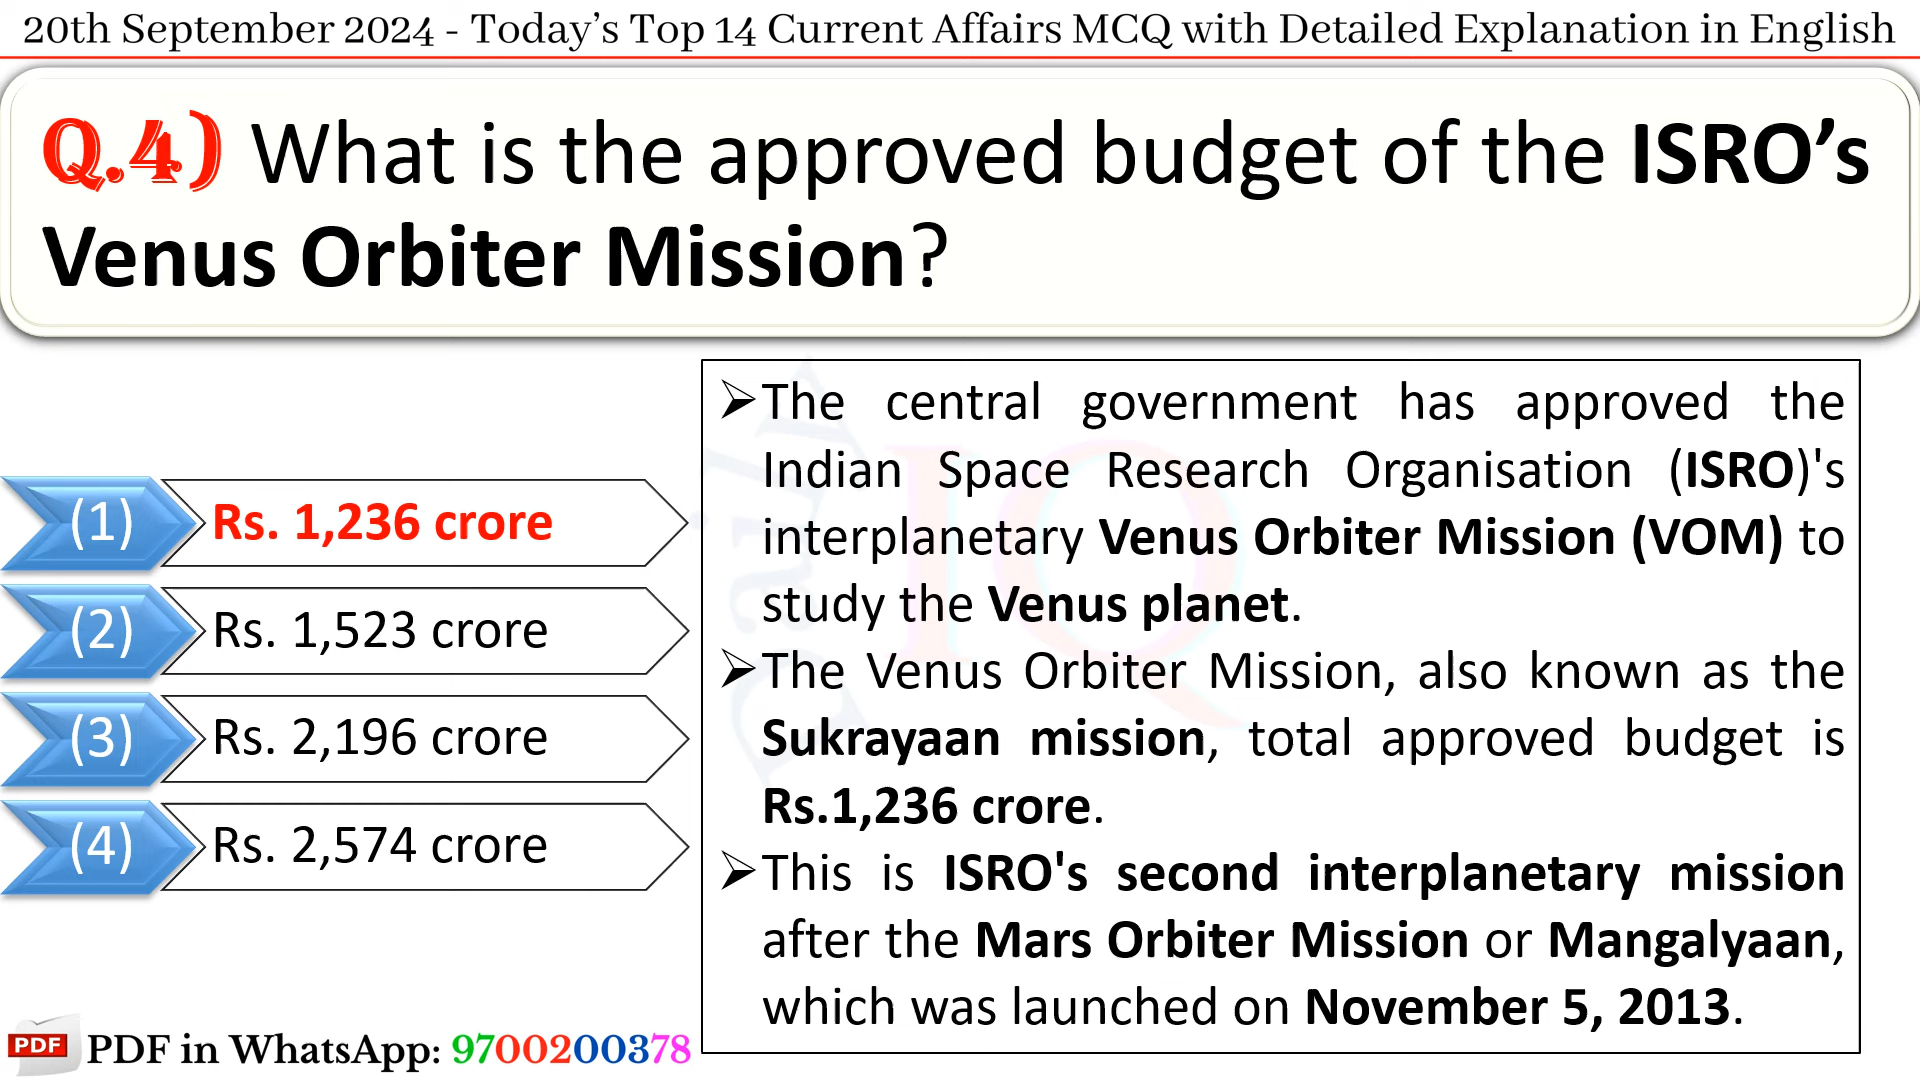 20th September 2024 - Today’s Top 14 Current Affairs MCQ with Detailed Explanation in English
Q.4) What is the approved budget of the ISRO’s
Venus Orbiter Mission?
(1) Rs. 1,236 crore
(2) Rs. 1,523 crore
(3) Rs. 2,196 crore
(4) Rs. 2,574 crore
➢The central government has approved the
Indian Space Research Organisation (ISRO)'s
interplanetary Venus Orbiter Mission (VOM) to
study the Venus planet.
➢The Venus Orbiter Mission, also known as the
Sukrayaan mission, total approved budget is
Rs.1,236 crore.
➢This is ISRO's second interplanetary mission
after the Mars Orbiter Mission or Mangalyaan,
which was launched on November 5, 2013.
Daily
IQ
PDF
PDF in WhatsApp: 9700200378